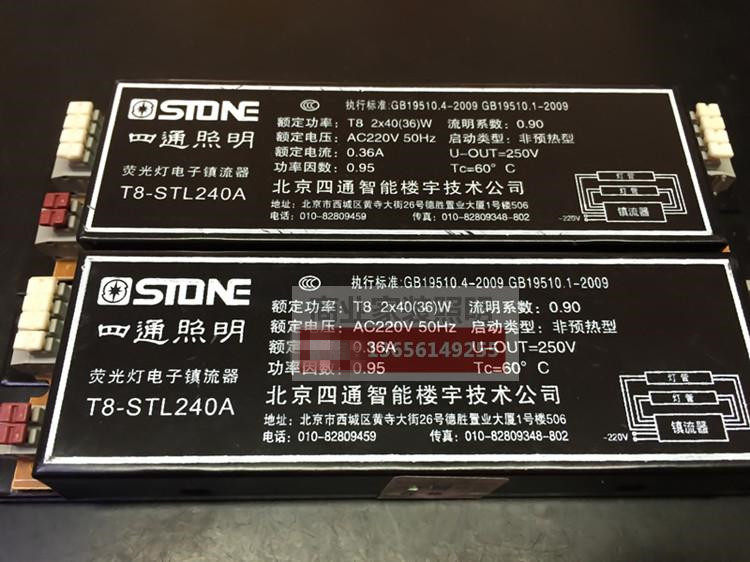 STONE
四通照明
荧光灯电子镇流器
T8-STL240A
CCC 执行标准:GB19510.4-2009 GB19510.1-2009
额定功率: T8 2x40(36)W 流明系数: 0.90
额定电压: AC220V 50Hz 启动类型: 非预热型
额定电流: 0.36A U-OUT=250V
功率因数: 0.95 Tc=60° C
北京四通智能楼宇技术公司
地址: 北京市西城区黄寺大街26号德胜置业大厦1号楼506
电话: 010-82809459 传真: 010-82809348-802
灯管
灯管
镇流器
~220V
STONE
四通照明
荧光灯电子镇流器
T8-STL240A
CCC 执行标准:GB19510.4-2009 GB19510.1-2009
额定功率: T8 2x40(36)W 流明系数: 0.90
额定电压: AC220V 50Hz 启动类型: 非预热型
0.36A U-OUT=250V
功率因数: 0.95 Tc=60° C
北京四通智能楼宇技术公司
地址: 北京市西城区黄寺大街26号德胜置业大厦1号楼506
电话: 010-82809459 传真: 010-82809348-802
灯管
灯管
镇流器
~220V